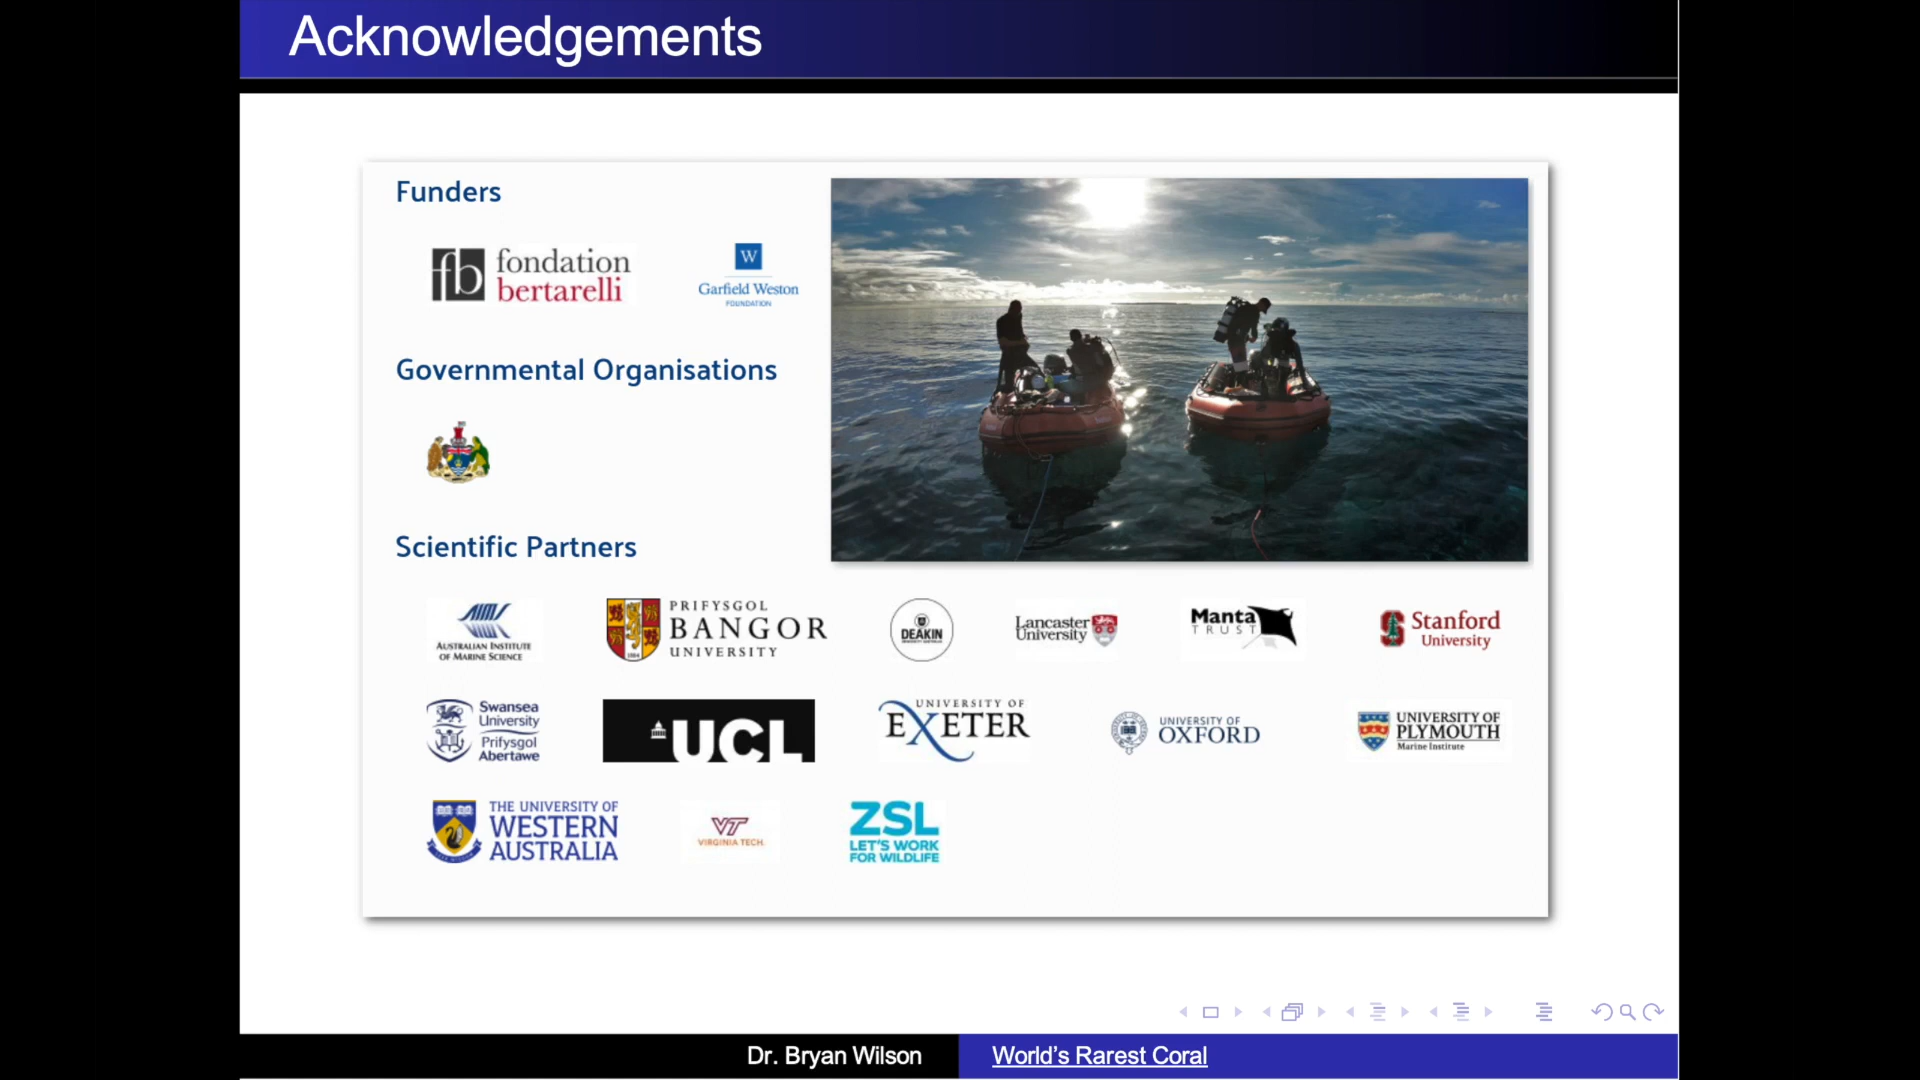 Acknowledgements
Funders
fb fondation
bertarelli
W
Garfield Weston
FOUNDATION
Governmental Organisations
Scientific Partners
AIMS
AUSTRALIAN INSTITUTE
OF MARINE SCIENCE
PRIFYSGOL
BANGOR
UNIVERSITY
1884
DEAKIN
Lancaster
University
Manta
TRUST
Stanford
University
Swansea
University
Prifysgol
Abertawe
UCL
UNIVERSITY OF
EXETER
UNIVERSITY OF
OXFORD
UNIVERSITY OF
PLYMOUTH
Marine Institute
THE UNIVERSITY OF
WESTERN
AUSTRALIA
VT
VIRGINIA TECH.
ZSL
LET'S WORK
FOR WILDLIFE
Dr. Bryan Wilson
World's Rarest Coral